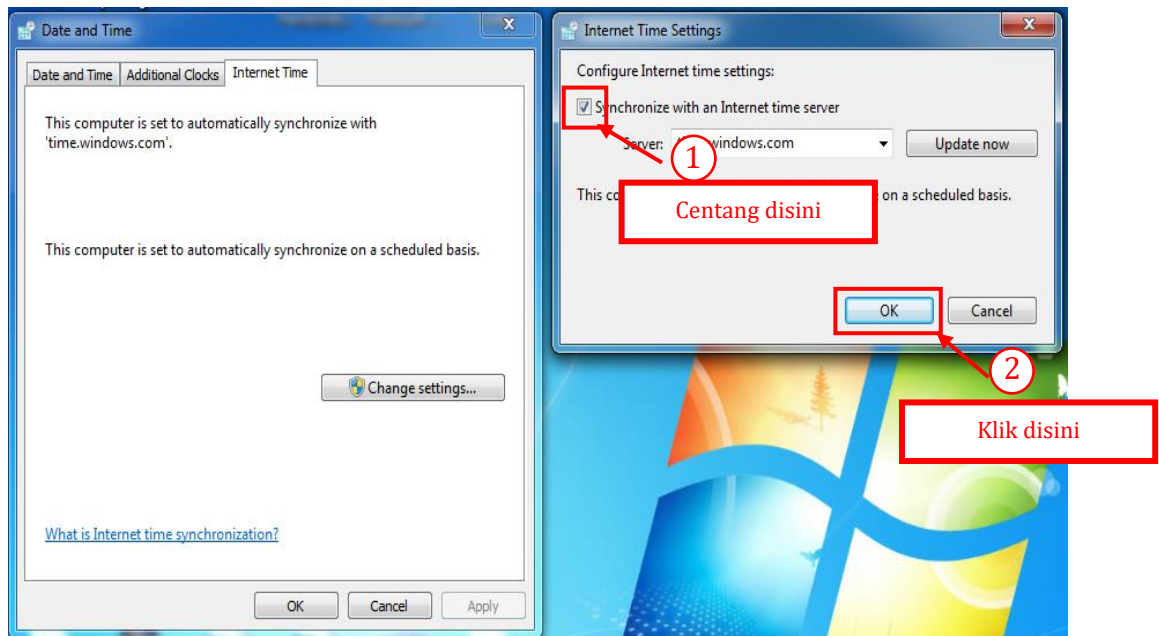 Date and Time
Date and Time Additional Clocks Internet Time
This computer is set to automatically synchronize with
'time.windows.com'.
This computer is set to automatically synchronize on a scheduled basis.
Change settings...
What is Internet time synchronization?
OK Cancel Apply
Internet Time Settings
Configure Internet time settings:
Synchronize with an Internet time server
Server: windows.com Update now
1
This on a scheduled basis.
Centang disini
OK Cancel
2
Klik disini